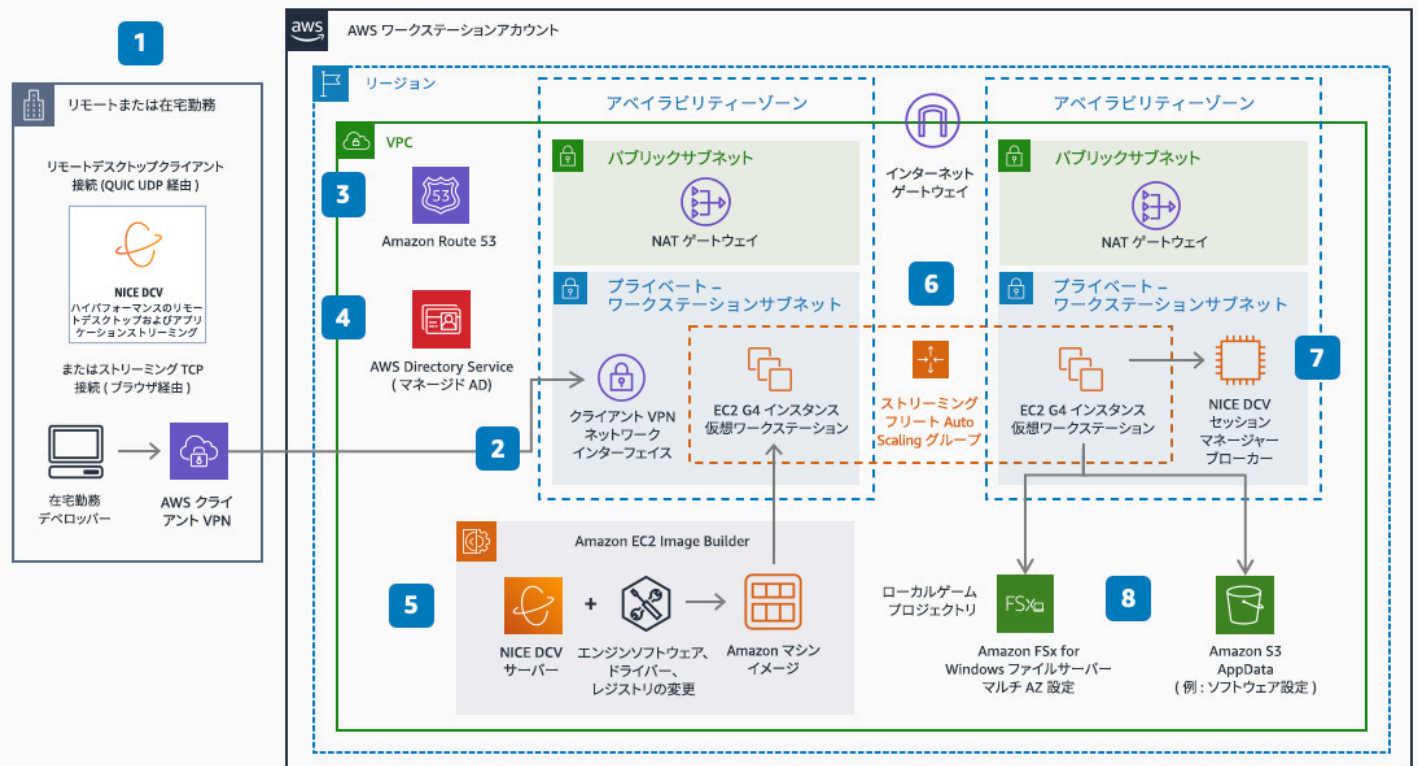 1
リモートまたは在宅勤務
リモートデスクトップクライアント
接続 (QUIC UDP 経由 )
NICE DCV
ハイパフォーマンスのリモー
トデスクトップおよびアプリ
ケーションストリーミング
またはストリーミング TCP
接続 ( ブラウザ経由 )
在宅勤務
デベロッパー
AWS クライ
アント VPN
aws
AWS ワークステーションアカウント
リージョン
VPC
3
53
Amazon Route 53
4
AWS Directory Service
( マネージド AD)
2
アベイラビリティーゾーン
パブリックサブネット
NAT ゲートウェイ
プライベート –
ワークステーションサブネット
クライアント VPN
ネットワーク
インターフェイス
EC2 G4 インスタンス
仮想ワークステーション
インターネット
ゲートウェイ
6
ストリーミング
フリート Auto
Scaling グループ
アベイラビリティーゾーン
パブリックサブネット
NAT ゲートウェイ
プライベート –
ワークステーションサブネット
EC2 G4 インスタンス
仮想ワークステーション
7
NICE DCV
セッション
マネージャー
ブローカー
5
Amazon EC2 Image Builder
NICE DCV
サーバー
+
エンジンソフトウェア、
ドライバー、
レジストリの変更
Amazon マシン
イメージ
ローカルゲーム
プロジェクトリ
FSx
8
Amazon FSx for
Windows ファイルサーバー
マルチ AZ 設定
Amazon S3
AppData
( 例 : ソフトウェア設定 )